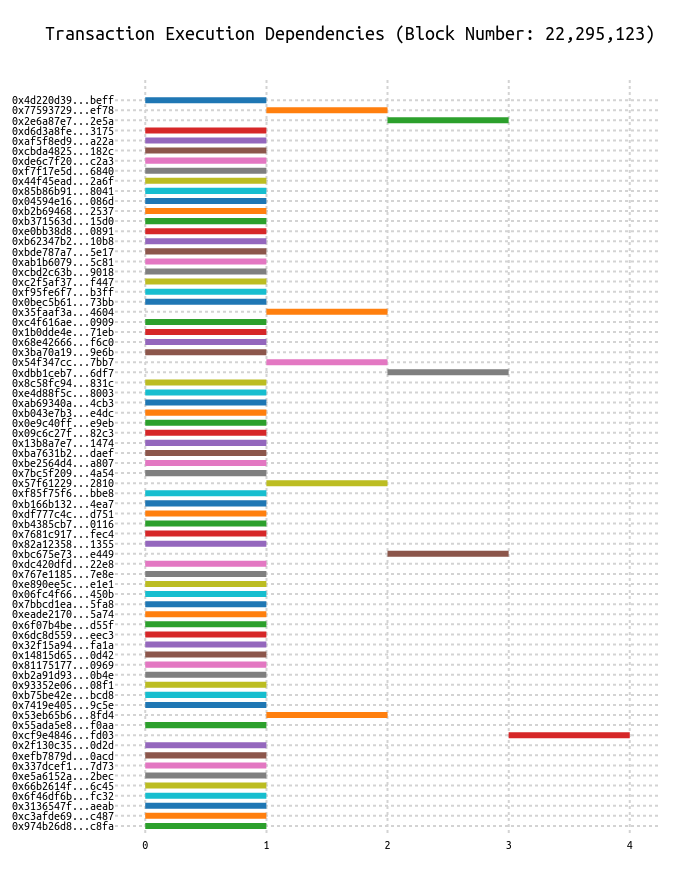 Transaction Execution Dependencies (Block Number: 22,295,123)
0x4d220d39...beff
0x77593729...ef78
0x2e6a87e7...2e5a
0xd6d3a8fe...3175
0xaf5f8ed9...a22a
0xcbda4825...182c
0xde6c7f20...c2a3
0xf7f17e5d...6840
0x44f45ead...2a6f
0x85b86b91...8041
0x04594e16...086d
0xb2b69468...2537
0xb371563d...15d0
0xe0bb38d8...0891
0xb62347b2...10b8
0xbde787a7...5e17
0xab1b6079...5c81
0xcbd2c63b...9018
0xc2f5af37...f447
0xf95fe6f7...b3ff
0x0bec5b61...73bb
0x35faaf3a...4604
0xc4f616ae...0909
0x1b0dde4e...71eb
0x68e42666...f6c0
0x3ba70a19...9e6b
0x54f347cc...7bb7
0xdbb1ceb7...6df7
0x8c58fc94...831c
0xe4d88f5c...8003
0xab69340a...4cb3
0xb043e7b3...e4dc
0x0e9c40ff...e9eb
0x09c6c27f...82c3
0x13b8a7e7...1474
0xba7631b2...daef
0xbe2564d4...a807
0x7bc5f209...4a54
0x57f61229...2810
0xf85f75f6...bbe8
0xb166b132...4ea7
0xdf777c4c...d751
0xb4385cb7...0116
0x7681c917...fec4
0x82a12358...1355
0xbc675e73...e449
0xdc420dfd...22e8
0x767e1185...7e8e
0xe890ee5c...e1e1
0x06fc4f66...450b
0x7bbcd1ea...5fa8
0xeade2170...5a74
0x6f07b4be...d55f
0x6dc8d559...eec3
0x32f15a94...fa1a
0x14815d65...0d42
0x81175177...0969
0xb2a91d93...0b4e
0x93352e06...08f1
0xb75be42e...bcd8
0x7419e405...9c5e
0x53eb65b6...8fd4
0x55ada5e8...f0aa
0xcf9e4846...fd03
0x2f130c35...0d2d
0xefb7879d...0acd
0x337dcef1...7d73
0xe5a6152a...2bec
0x66b2614f...6c45
0x6f46df6b...fc32
0x3136547f...aeab
0xc3afde69...c487
0x974b26d8...c8fa
0 1 2 3 4